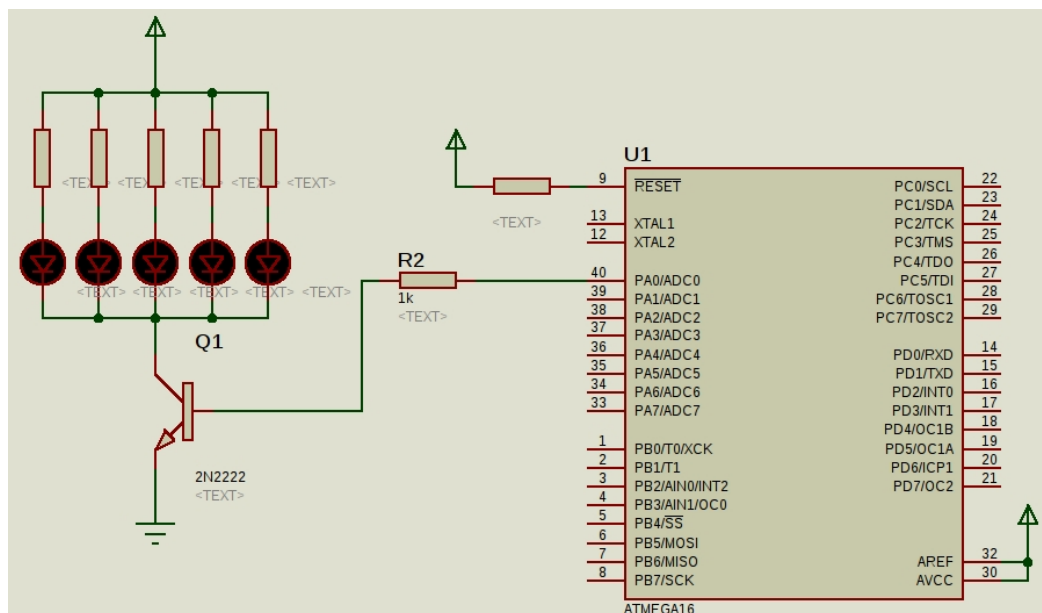 <TEXT> <TEXT> <TEXT> <TEXT> <TEXT>
<TEXT> <TEXT> <TEXT> <TEXT> <TEXT>
Q1
2N2222
<TEXT>
R2
1k
<TEXT>
<TEXT>
U1
9 RESET
13 XTAL1
12 XTAL2
40 PA0/ADC0
39 PA1/ADC1
38 PA2/ADC2
37 PA3/ADC3
36 PA4/ADC4
35 PA5/ADC5
34 PA6/ADC6
33 PA7/ADC7
1 PB0/T0/XCK
2 PB1/T1
3 PB2/AIN0/INT2
4 PB3/AIN1/OC0
5 PB4/SS
6 PB5/MOSI
7 PB6/MISO
8 PB7/SCK
PC0/SCL 22
PC1/SDA 23
PC2/TCK 24
PC3/TMS 25
PC4/TDO 26
PC5/TDI 27
PC6/TOSC1 28
PC7/TOSC2 29
PD0/RXD 14
PD1/TXD 15
PD2/INT0 16
PD3/INT1 17
PD4/OC1B 18
PD5/OC1A 19
PD6/ICP1 20
PD7/OC2 21
AREF 32
AVCC 30
ATMEGA16